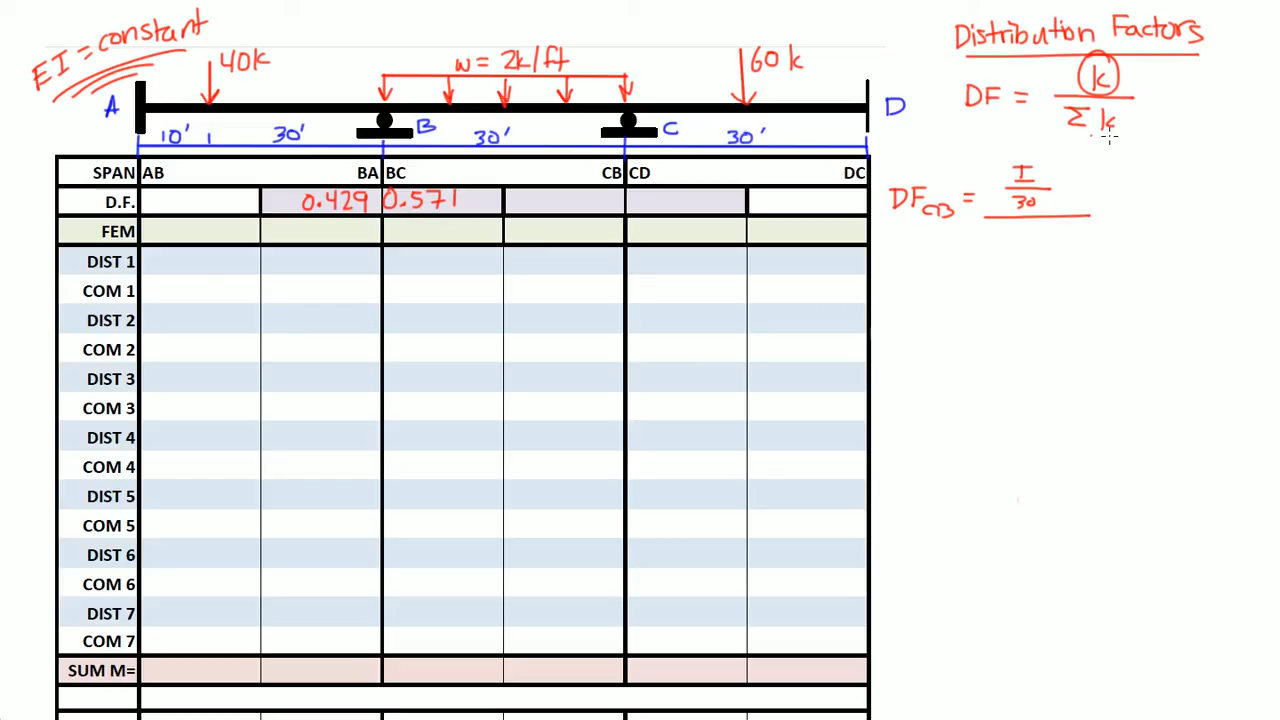 EI = constant
40k
w = 2k/ft
60 k
A
B
C
D
10'
30'
30'
30'
SPAN AB BA BC CB CD DC
D.F. 0.429 0.571
FEM
DIST 1
COM 1
DIST 2
COM 2
DIST 3
COM 3
DIST 4
COM 4
DIST 5
COM 5
DIST 6
COM 6
DIST 7
COM 7
SUM M=
Distribution Factors
DF = k
Σ k
DFCB = I
30